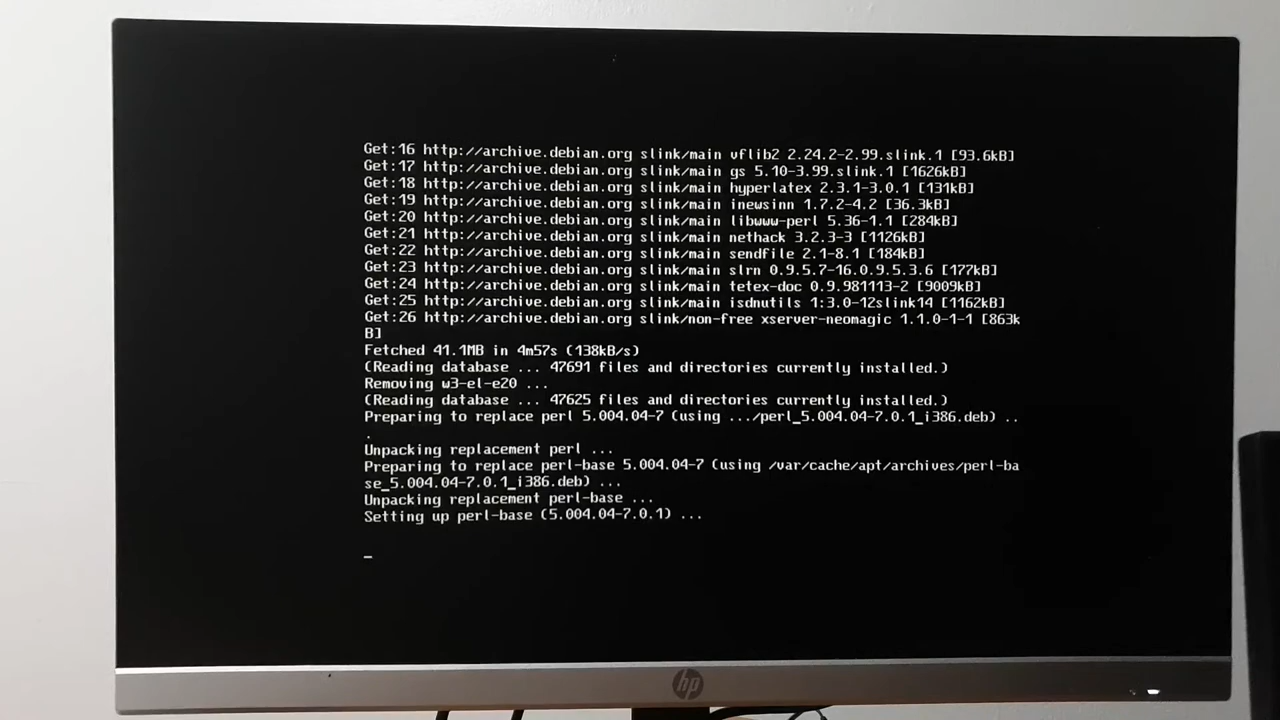 Get:16 http://archive.debian.org slink/main vflib2 2.24.2-2.99.slink.1 [93.6kB]
Get:17 http://archive.debian.org slink/main gs 5.10-3.99.slink.1 [1626kB]
Get:18 http://archive.debian.org slink/main hyperlatex 2.3.1-3.0.1 [131kB]
Get:19 http://archive.debian.org slink/main inewsinn 1.7.2-4.2 [36.3kB]
Get:20 http://archive.debian.org slink/main libwww-perl 5.36-1.1 [284kB]
Get:21 http://archive.debian.org slink/main nethack 3.2.3-3 [1126kB]
Get:22 http://archive.debian.org slink/main sendfile 2.1-8.1 [184kB]
Get:23 http://archive.debian.org slink/main slrn 0.9.5.7-16.0.9.5.3.6 [177kB]
Get:24 http://archive.debian.org slink/main tetex-doc 0.9.981113-2 [9009kB]
Get:25 http://archive.debian.org slink/main isdnutils 1:3.0-12slink14 [1162kB]
Get:26 http://archive.debian.org slink/non-free xserver-neomagic 1.1.0-1-1 [863k
B]
Fetched 41.1MB in 4m57s (138kB/s)
(Reading database ... 47691 files and directories currently installed.)
Removing w3-el-e20 ...
(Reading database ... 47625 files and directories currently installed.)
Preparing to replace perl 5.004.04-7 (using .../perl_5.004.04-7.0.1_i386.deb) ..
.
Unpacking replacement perl ...
Preparing to replace perl-base 5.004.04-7 (using /var/cache/apt/archives/perl-ba
se_5.004.04-7.0.1_i386.deb) ...
Unpacking replacement perl-base ...
Setting up perl-base (5.004.04-7.0.1) ...
_
hp